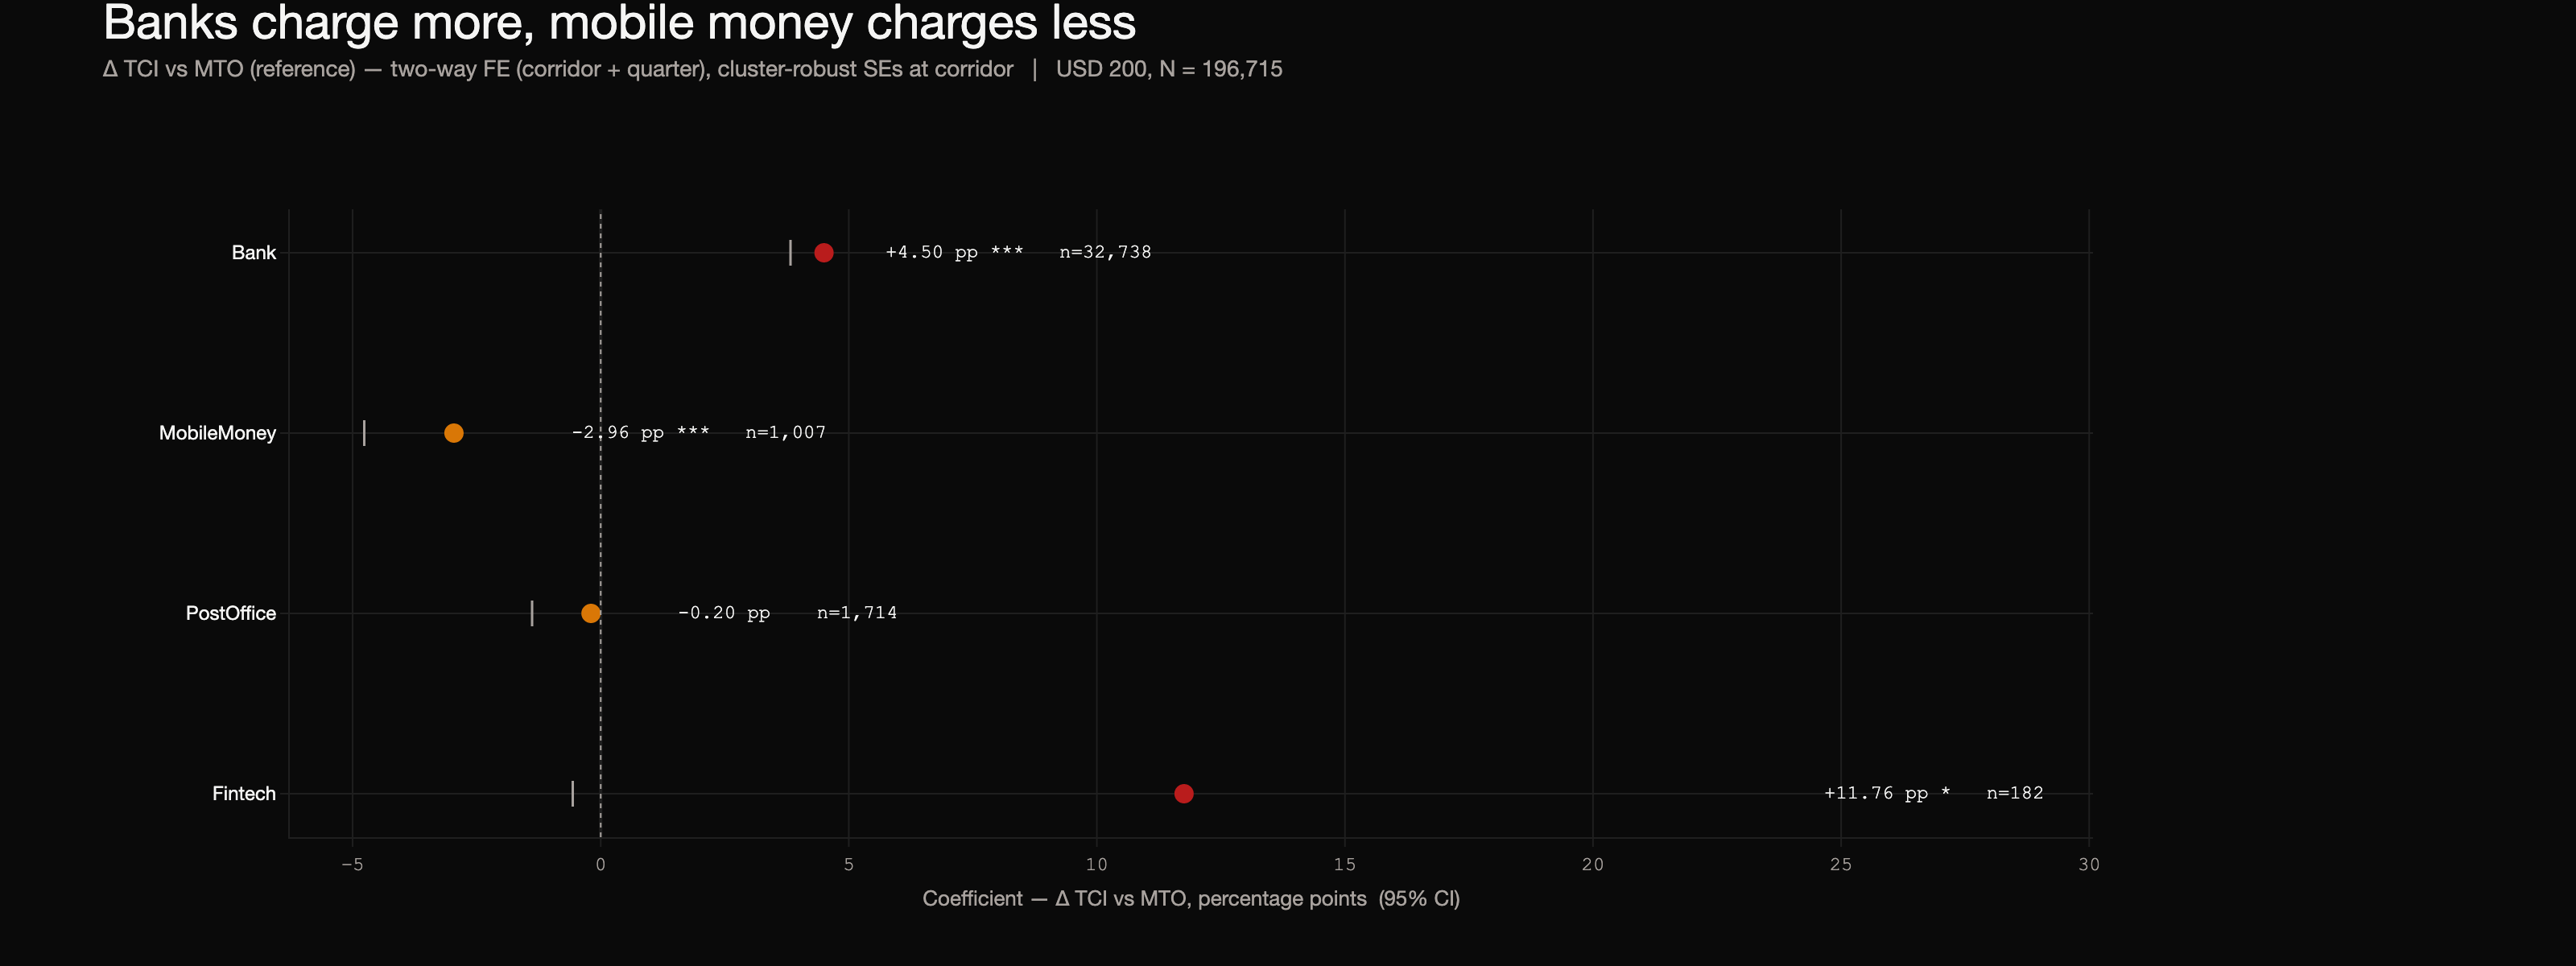 Banks charge more, mobile money charges less
Δ TCI vs MTO (reference) — two-way FE (corridor + quarter), cluster-robust SEs at corridor | USD 200, N = 196,715
Bank +4.50 pp *** n=32,738
MobileMoney -2.96 pp *** n=1,007
PostOffice -0.20 pp n=1,714
Fintech +11.76 pp * n=182
−5 0 5 10 15 20 25 30
Coefficient — Δ TCI vs MTO, percentage points (95% CI)